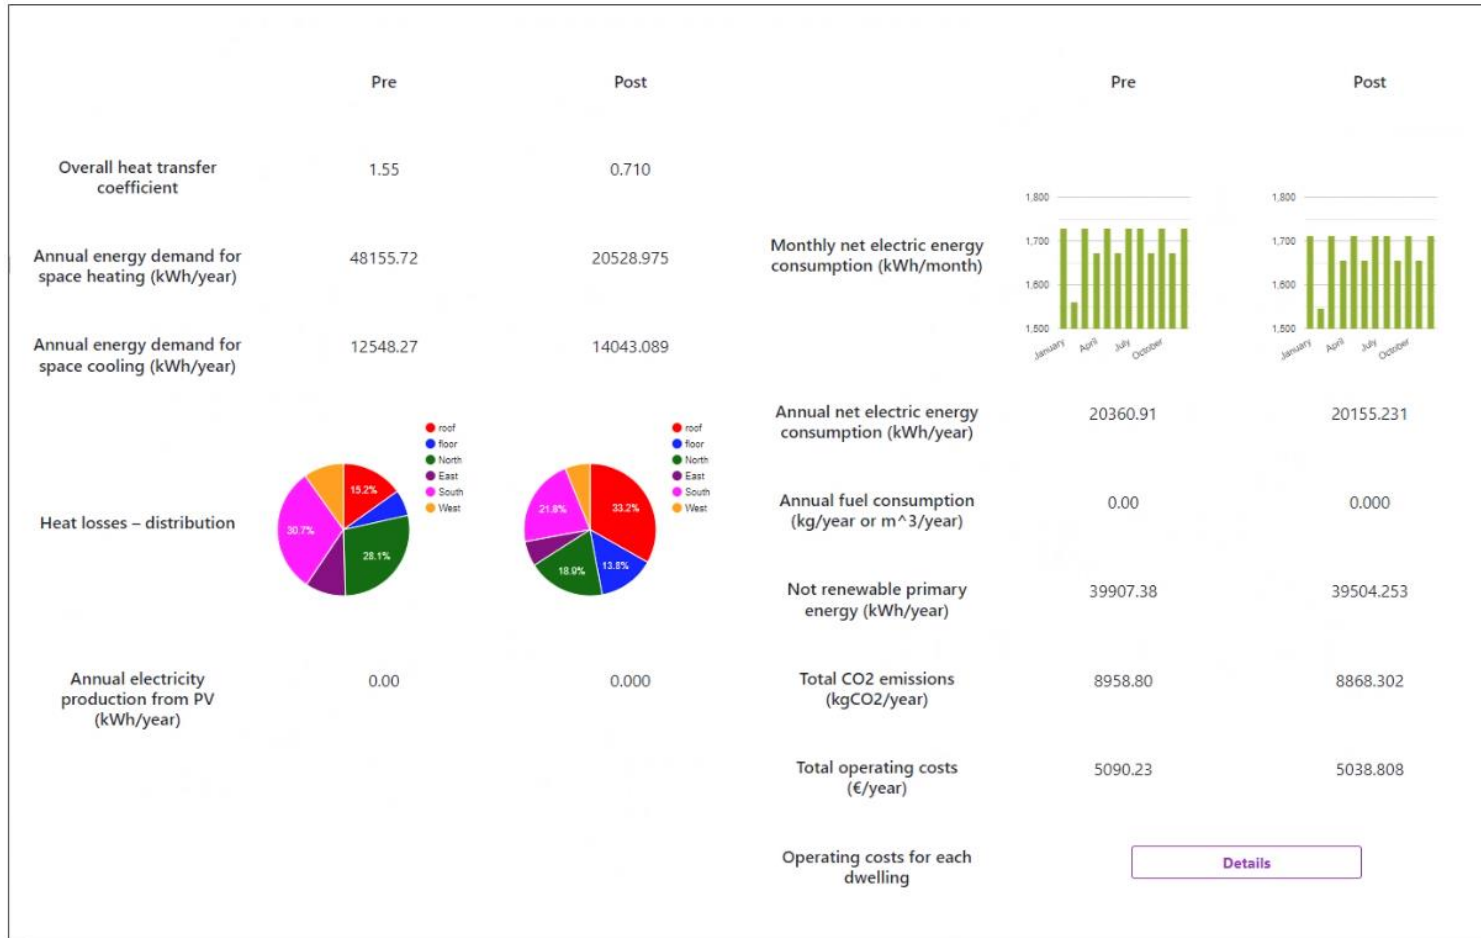 Pre
Post
Overall heat transfer
coefficient
1.55
0.710
Annual energy demand for
space heating (kWh/year)
48155.72
20528.975
Annual energy demand for
space cooling (kWh/year)
12548.27
14043.089
Heat losses – distribution
15.2%
28.1%
30.7%
roof
floor
North
East
South
West
33.2%
13.8%
18.9%
21.8%
roof
floor
North
East
South
West
Annual electricity
production from PV
(kWh/year)
0.00
0.000
Pre
Post
Monthly net electric energy
consumption (kWh/month)
1,800
1,700
1,600
1,500
January
April
July
October
1,800
1,700
1,600
1,500
January
April
July
October
Annual net electric energy
consumption (kWh/year)
20360.91
20155.231
Annual fuel consumption
(kg/year or m^3/year)
0.00
0.000
Not renewable primary
energy (kWh/year)
39907.38
39504.253
Total CO2 emissions
(kgCO2/year)
8958.80
8868.302
Total operating costs
(€/year)
5090.23
5038.808
Operating costs for each
dwelling
Details